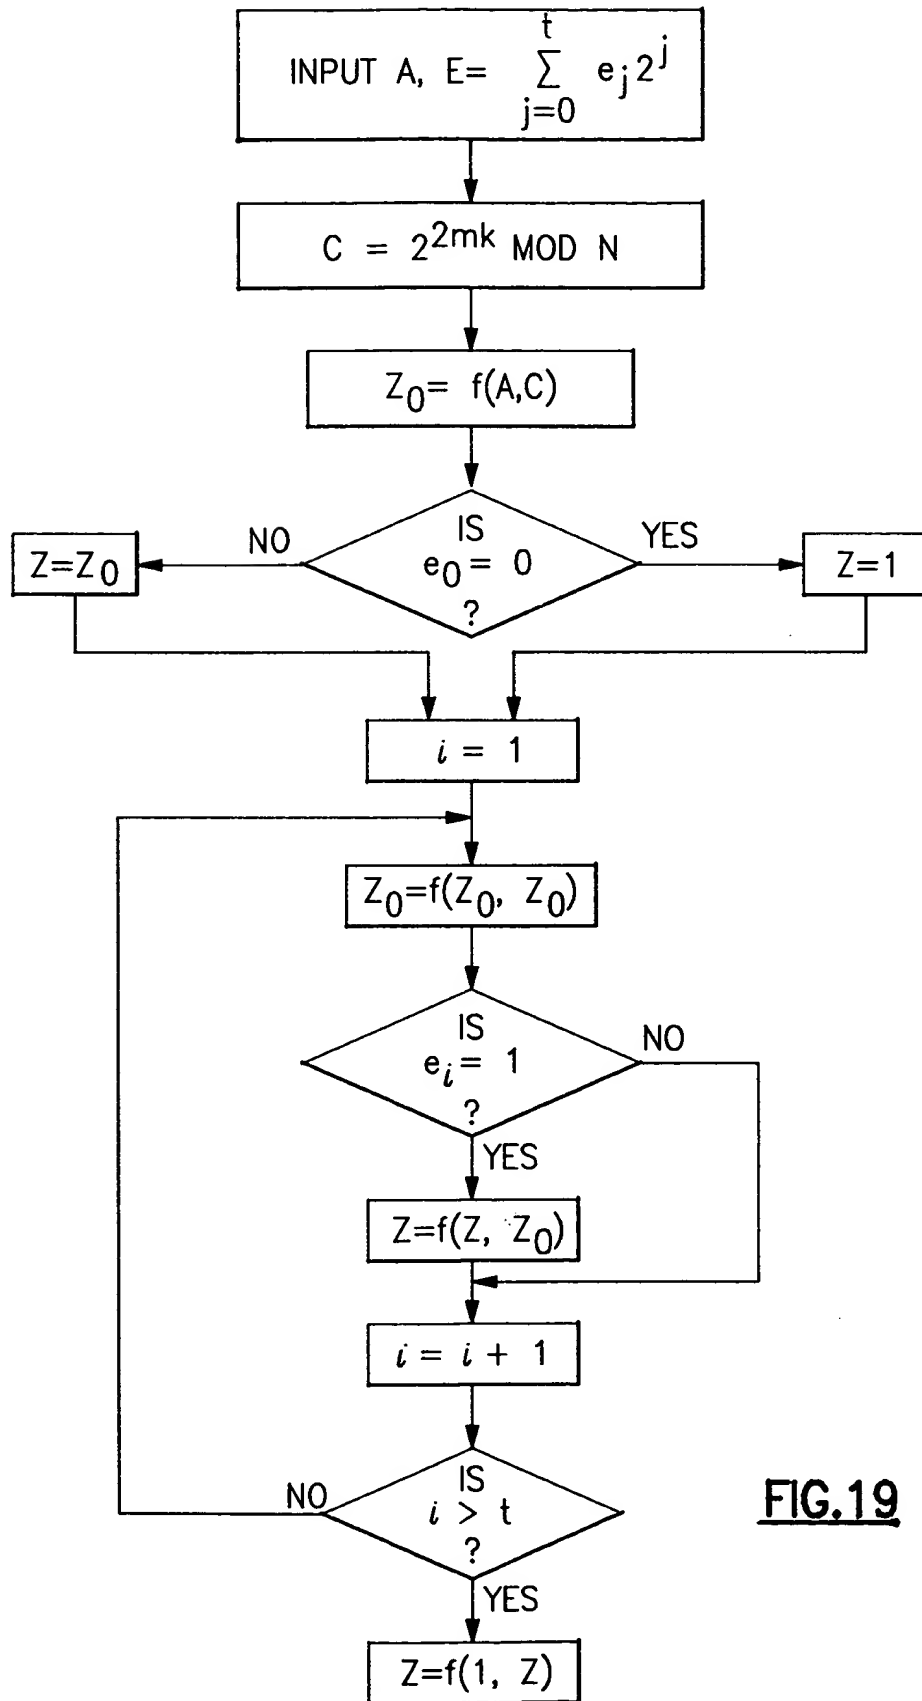 t
INPUT A, E= ∑ e_j 2^j
j=0
C = 2^{2mk} MOD N
Z_0= f(A,C)
IS
NO
YES
Z=Z_0
e_0= 0
Z=1
?
i = 1
Z_0=f(Z_0, Z_0)
IS
NO
e_i= 1
?
YES
Z=f(Z, Z_0)
i = i + 1
IS
NO
i > t
FIG.19
?
YES
Z=f(1, Z)